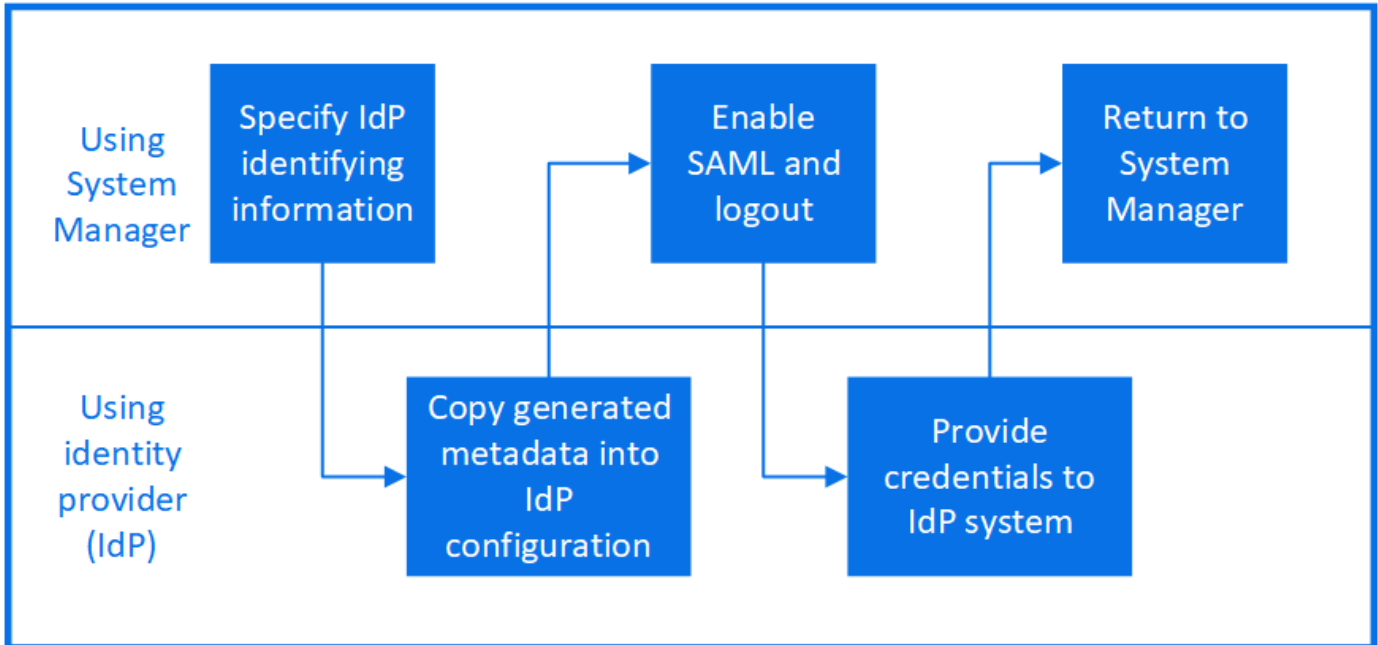 Using
System
Manager
Specify IdP
identifying
information
Enable
SAML and
logout
Return to
System
Manager
Using
identity
provider
(IdP)
Copy generated
metadata into
IdP
configuration
Provide
credentials to
IdP system